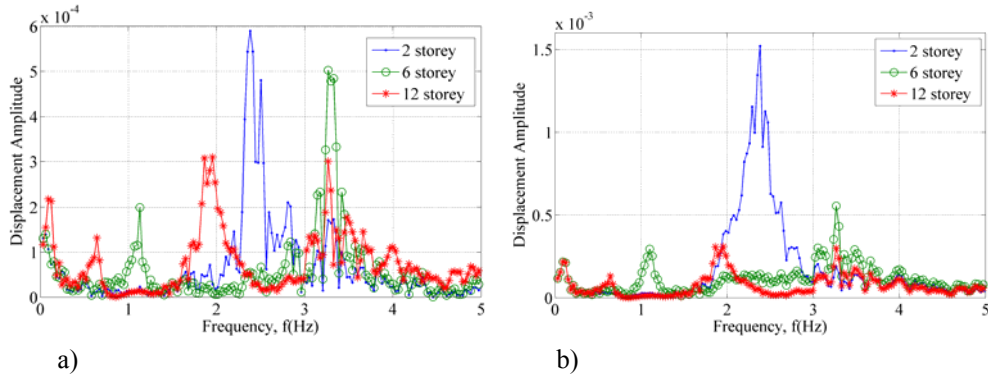 x 10⁻⁴
6
5
4
3
2
1
0
Displacement Amplitude
2 storey
6 storey
12 storey
0 1 2 3 4 5
Frequency, f(Hz)
a)
x 10⁻³
1.5
1
0.5
0
Displacement Amplitude
2 storey
6 storey
12 storey
0 1 2 3 4 5
Frequency, f(Hz)
b)